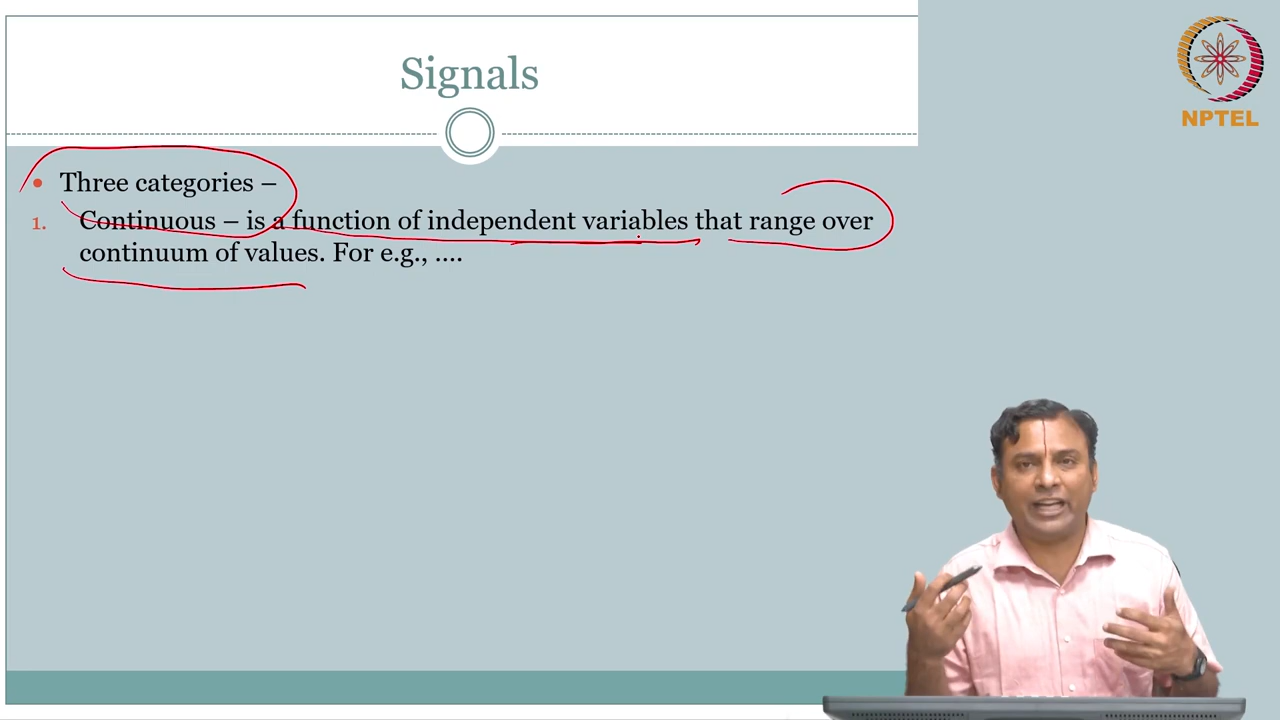 Signals
NPTEL
• Three categories –
1. Continuous – is a function of independent variables that range over
continuum of values. For e.g., ....